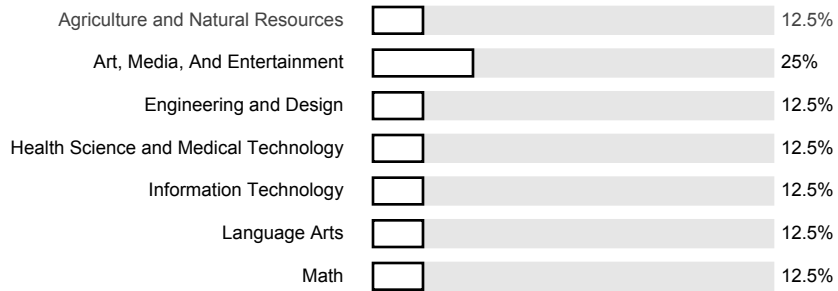 Agriculture and Natural Resources 12.5%
Art, Media, And Entertainment 25%
Engineering and Design 12.5%
Health Science and Medical Technology 12.5%
Information Technology 12.5%
Language Arts 12.5%
Math 12.5%